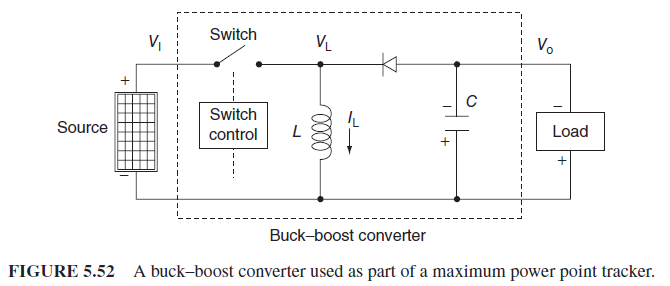 V_I
Switch
V_L
V_o
+
Source
Switch
control
L
I_L
−
C
+
−
Load
+
−
Buck–boost converter
FIGURE 5.52 A buck–boost converter used as part of a maximum power point tracker.